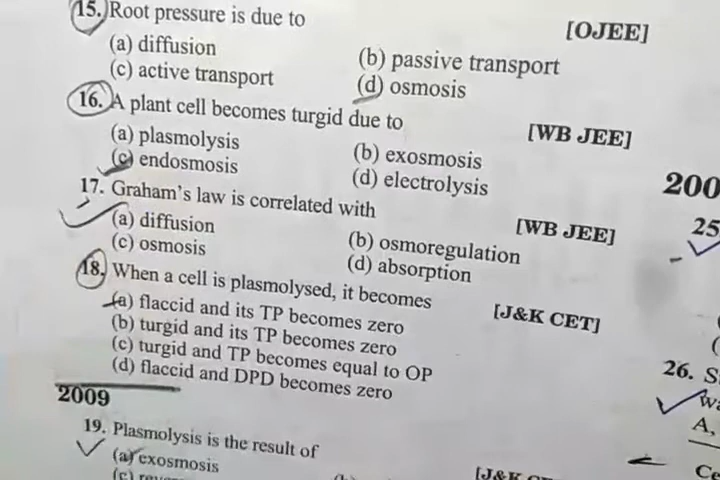 15. Root pressure is due to [OJEE]
(a) diffusion (b) passive transport
(c) active transport (d) osmosis
16. A plant cell becomes turgid due to [WB JEE]
(a) plasmolysis (b) exosmosis
(c) endosmosis (d) electrolysis
17. Graham's law is correlated with [WB JEE]
(a) diffusion (b) osmoregulation
(c) osmosis (d) absorption
18. When a cell is plasmolysed, it becomes [J&K CET]
(a) flaccid and its TP becomes zero
(b) turgid and its TP becomes zero
(c) turgid and TP becomes equal to OP
(d) flaccid and DPD becomes zero
2009
19. Plasmolysis is the result of
(a) exosmosis
200
25
26. S
A,
Ce